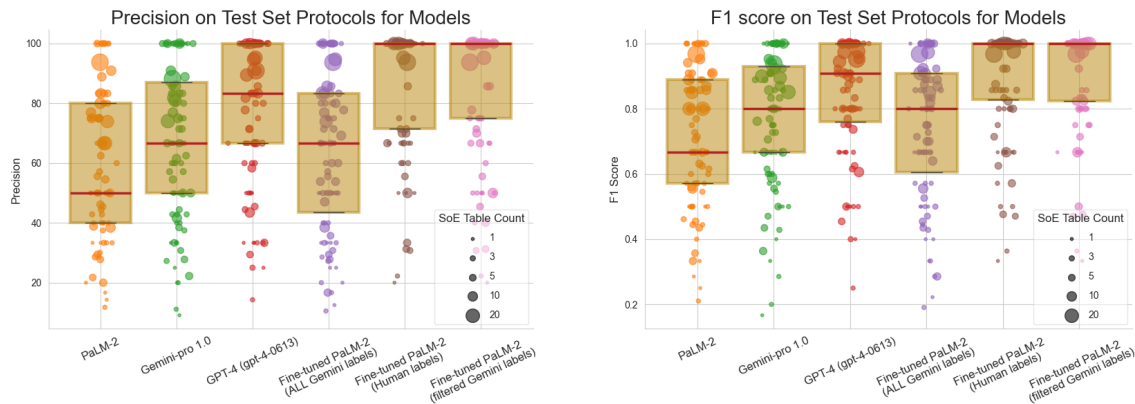 Precision on Test Set Protocols for Models
Precision
100
80
60
40
20
SoE Table Count
1
3
5
10
20
PaLM-2
Gemini-pro 1.0
GPT-4 (gpt-4-0613)
Fine-tuned PaLM-2
(ALL Gemini labels)
Fine-tuned PaLM-2
(Human labels)
Fine-tuned PaLM-2
(filtered Gemini labels)
F1 score on Test Set Protocols for Models
F1 Score
1.0
0.8
0.6
0.4
0.2
SoE Table Count
1
3
5
10
20
PaLM-2
Gemini-pro 1.0
GPT-4 (gpt-4-0613)
Fine-tuned PaLM-2
(ALL Gemini labels)
Fine-tuned PaLM-2
(Human labels)
Fine-tuned PaLM-2
(filtered Gemini labels)